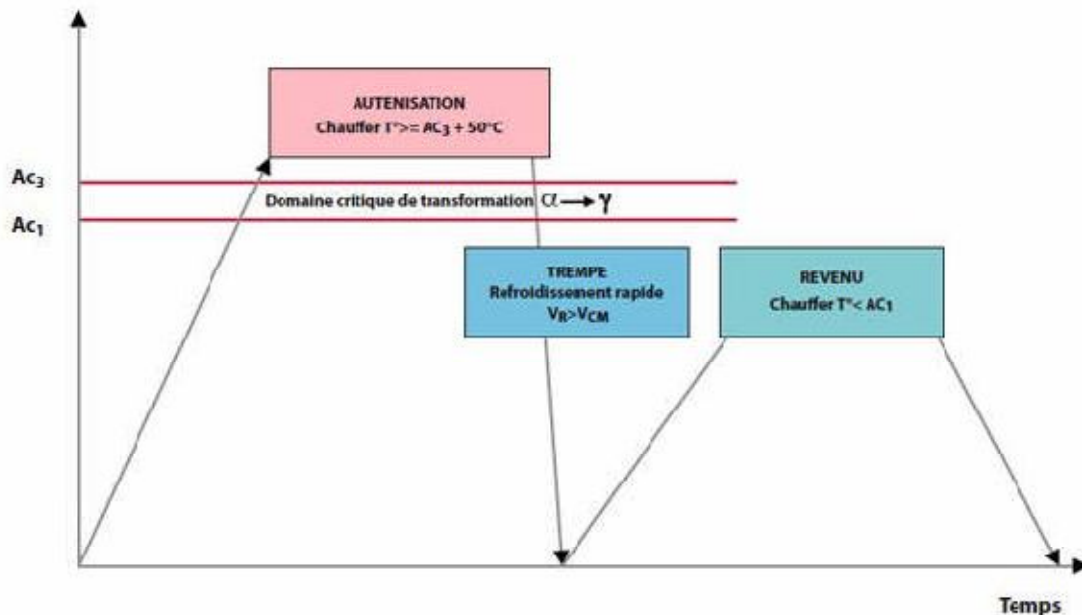 AUTENISATION
Chauffer T°>= AC3 + 50°C
Ac3
Domaine critique de transformation α → γ
Ac1
TREMPE
Refroidissement rapide
VR>VCM
REVENU
Chauffer T°< AC1
Temps